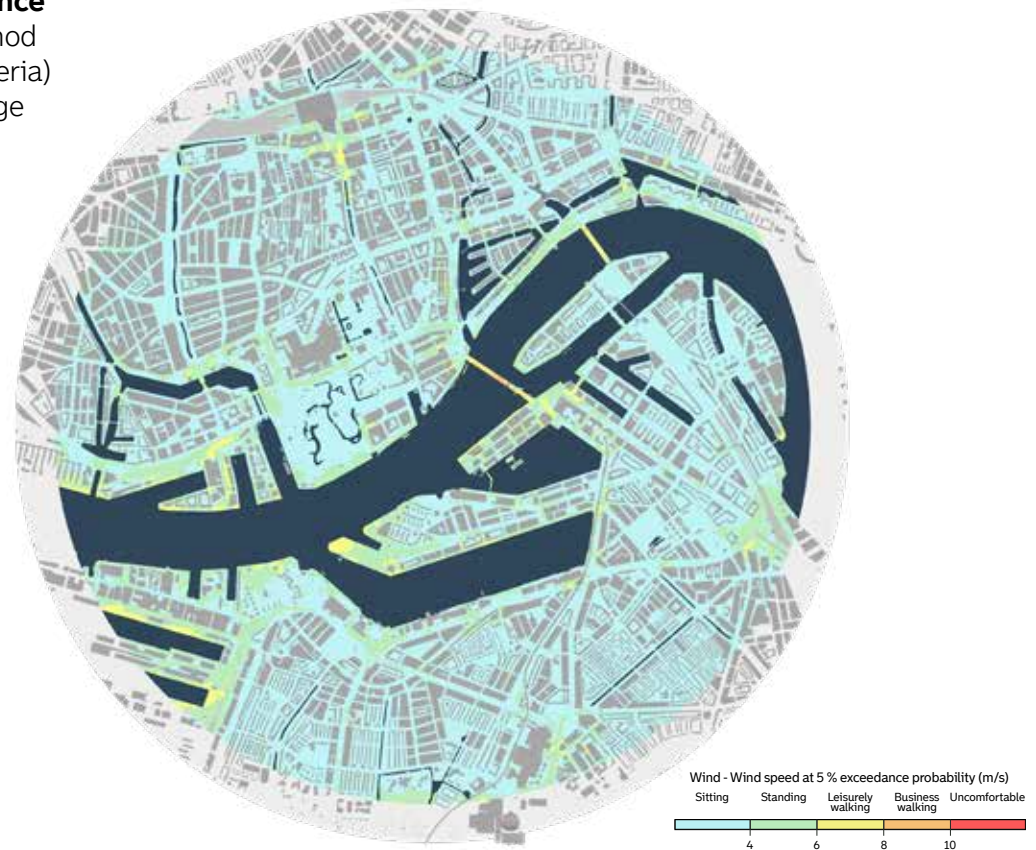 nce
nod
eria)
ge
Wind - Wind speed at 5 % exceedance probability (m/s)
Sitting Standing Leisurely walking Business walking Uncomfortable
4 6 8 10